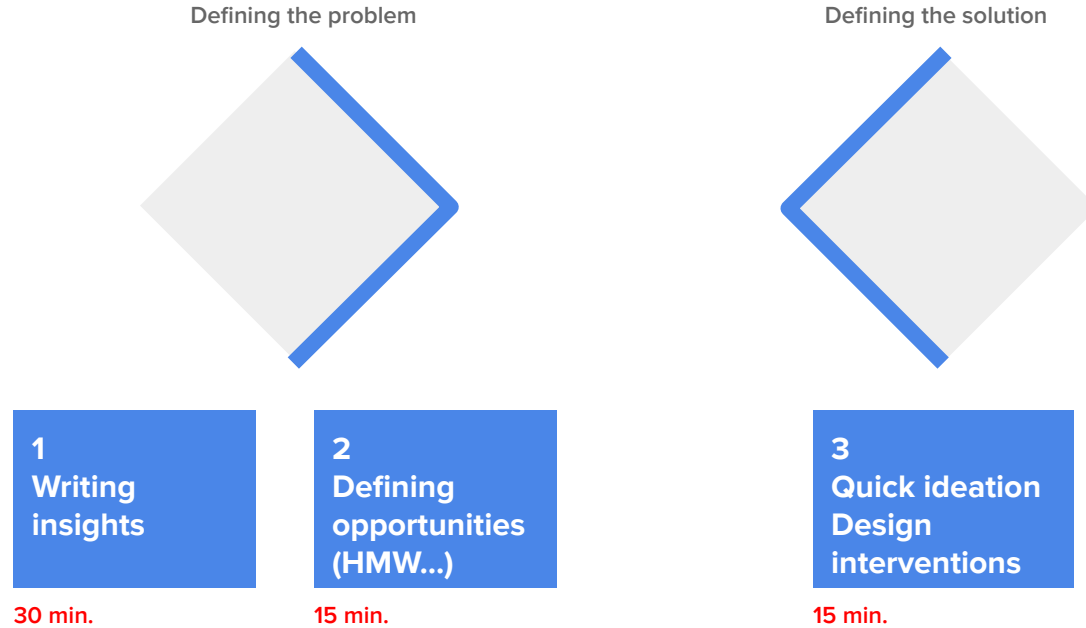 Defining the problem
Defining the solution
1
Writing
insights
2
Defining
opportunities
(HMW...)
3
Quick ideation
Design
interventions
30 min.
15 min.
15 min.